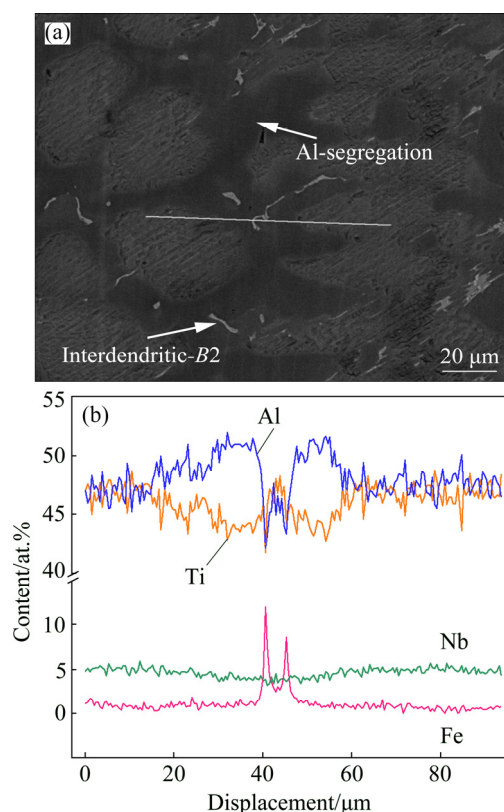 (a)
Al-segregation
Interdendritic-B2
20 μm
55
(b)
Al
50
45
Ti
40
10
Nb
5
0
Fe
0 20 40 60 80
Content/at.%
Displacement/μm